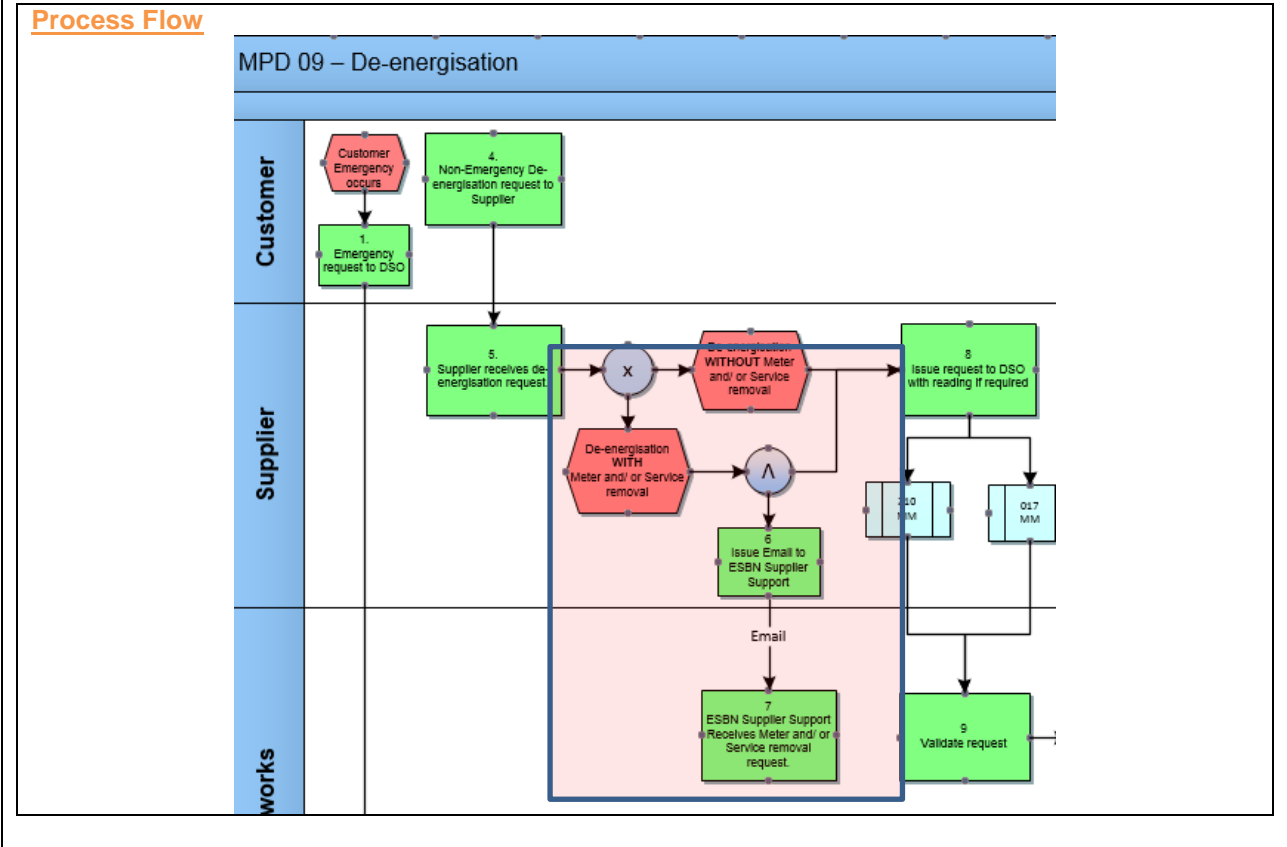 Process Flow
MPD 09 – De-energisation
Customer
Customer
Emergency
occurs
4.
Non-Emergency De-
energisation request to
Supplier
1.
Emergency
request to DSO
Supplier
5.
Supplier receives de-
energisation request.
x
De-energisation
WITHOUT Meter
and/ or Service
removal
8
Issue request to DSO
with reading if required
De-energisation
WITH
Meter and/ or Service
removal
Λ
MM
017
MM
6
Issue Email to
ESBN Supplier
Support
Email
works
7
ESBN Supplier Support
Receives Meter and/ or
Service removal
request.
9
Validate request